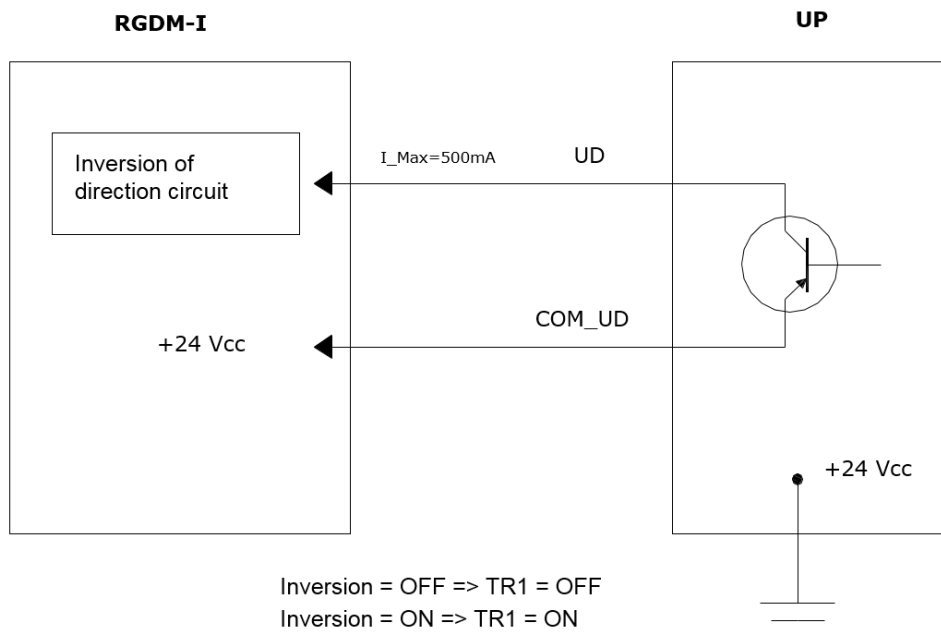 RGDM-I
UP
Inversion of
direction circuit
I_Max=500mA
UD
+24 Vcc
COM_UD
+24 Vcc
Inversion = OFF => TR1 = OFF
Inversion = ON => TR1 = ON